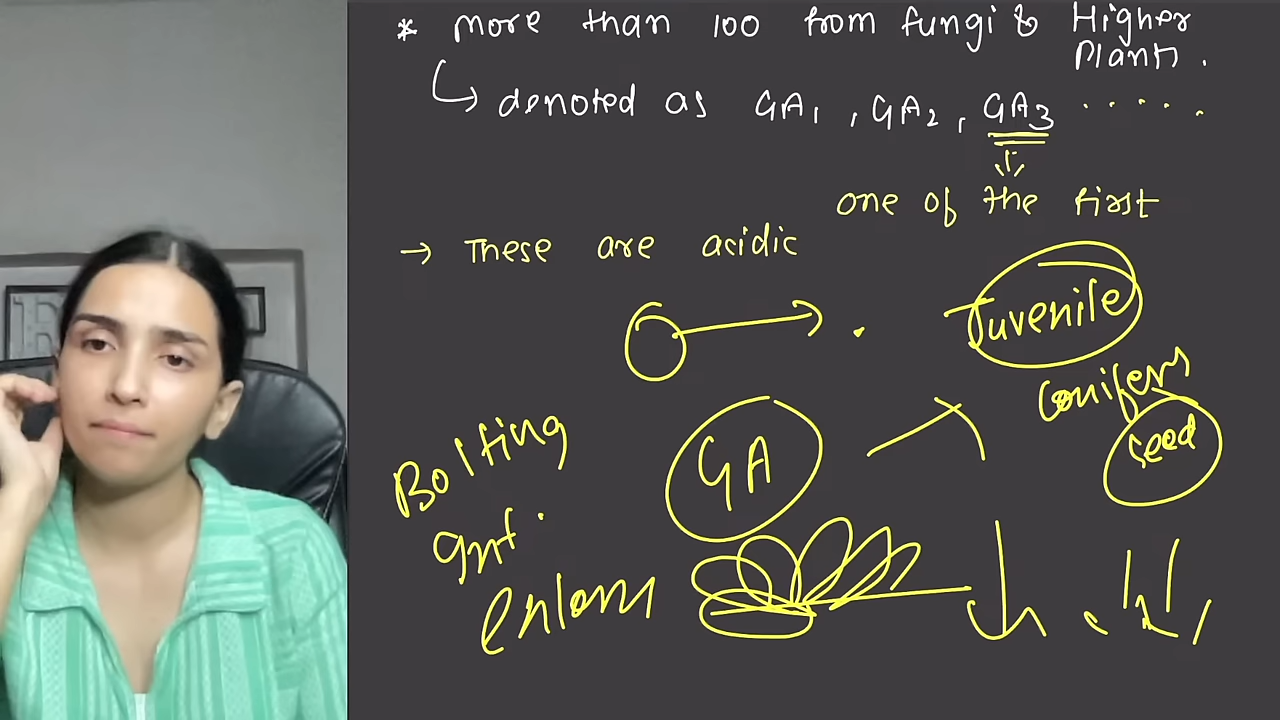 * more than 100 from fungi & Higher
Plants.
↳ denoted as GA1, GA2, GA3 .....
one of the first
→ These are acidic
Juvenile
conifers
seed
Bolting
GA
int.